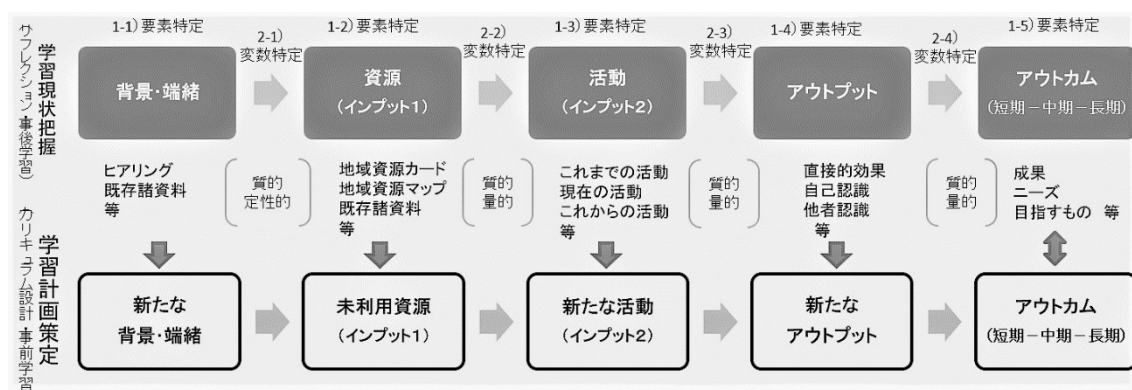 1-1）要素特定
2-1）
変数特定
1-2）要素特定
2-2）
変数特定
1-3）要素特定
2-3）
変数特定
1-4）要素特定
2-4）
変数特定
1-5）要素特定
学習現状把握
リフレクション・事後学習）
背景・端緒
資源
（インプット1）
活動
（インプット2）
アウトプット
アウトカム
（短期－中期－長期）
ヒアリング
既存諸資料
等
質的
定性的
地域資源カード
地域資源マップ
既存諸資料
等
質的
量的
これまでの活動
現在の活動
これからの活動
等
質的
量的
直接的効果
自己認識
他者認識
等
質的
量的
成果
ニーズ
目指すもの　等
学習計画策定
カリキュラム設計・事前学習
新たな
背景・端緒
未利用資源
（インプット1）
新たな活動
（インプット2）
新たな
アウトプット
アウトカム
（短期－中期－長期）